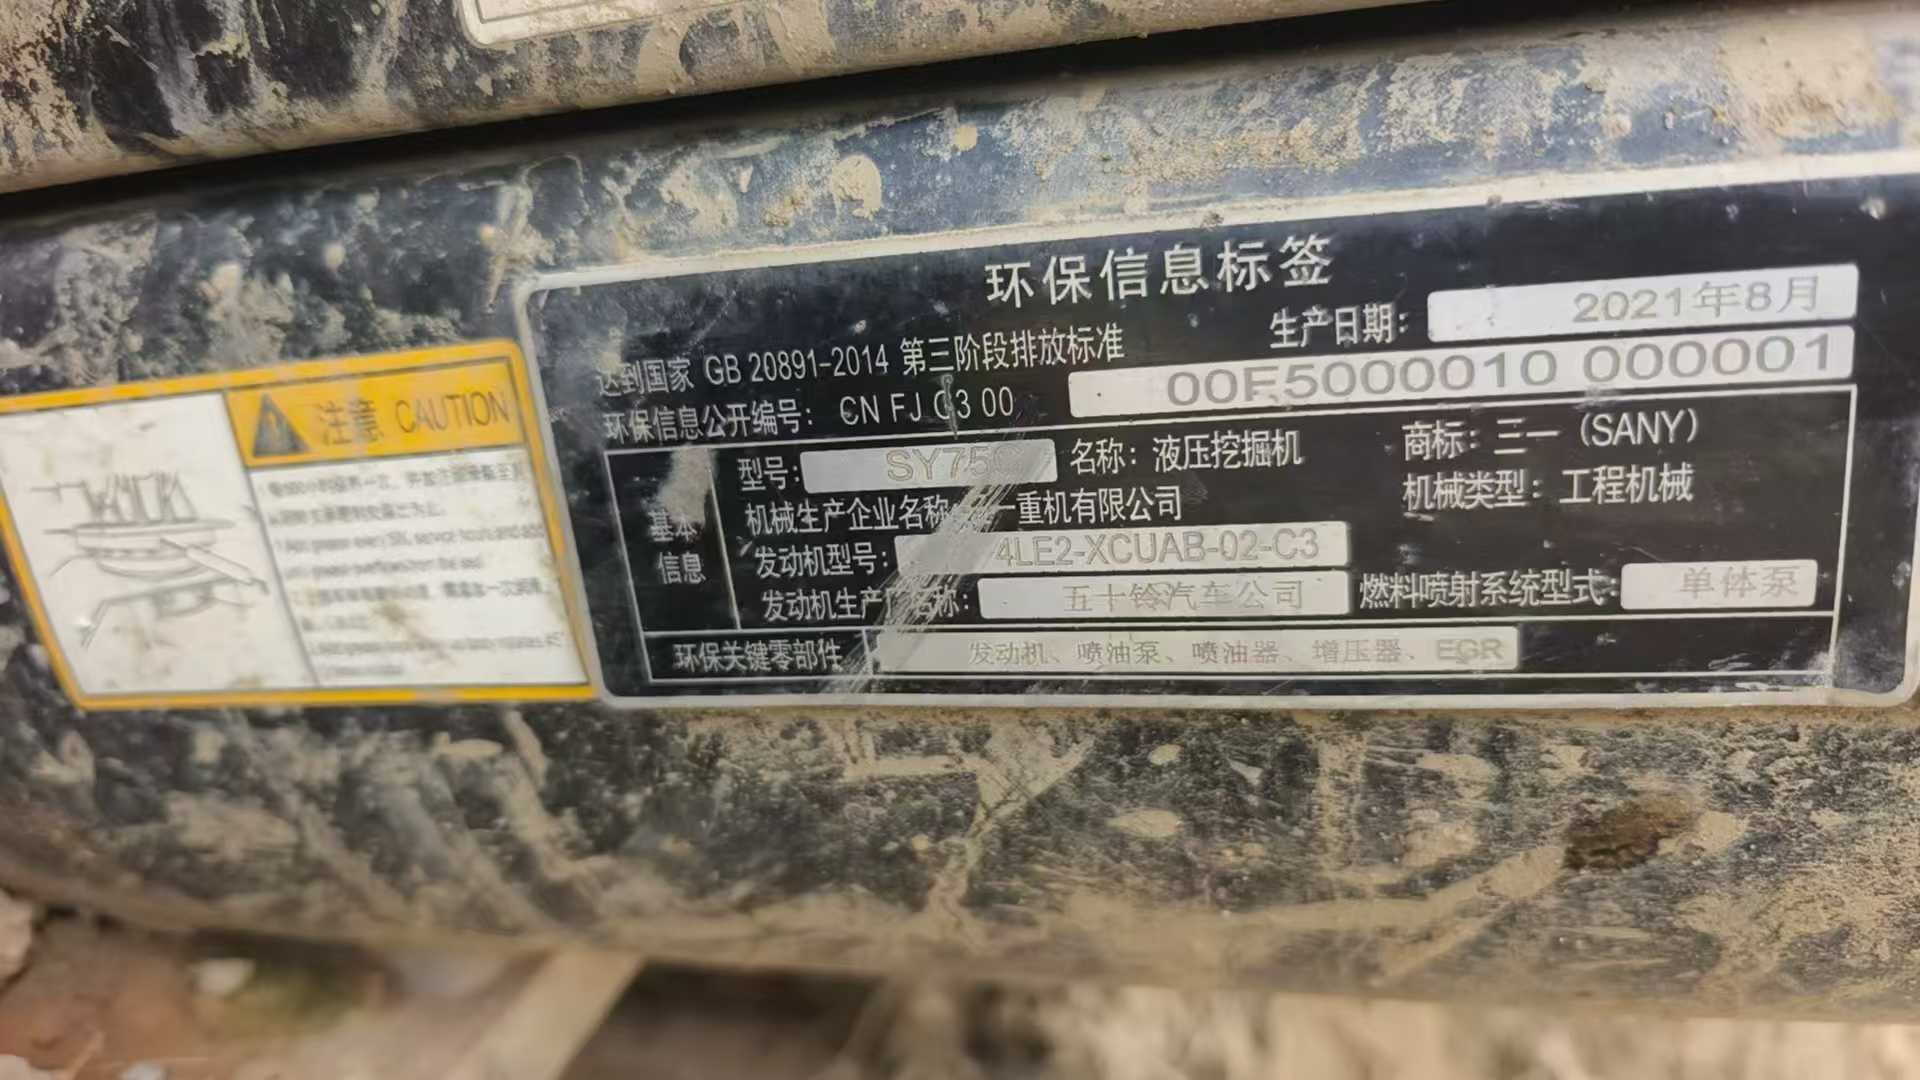 环保信息标签
达到国家 GB 20891-2014 第三阶段排放标准
生产日期: 2021年8月
环保信息公开编号: CN FJ G3 00 00F5000010 000001
基本信息
型号: SY75C 名称: 液压挖掘机 商标: 三一 (SANY)
机械生产企业名称 一重机有限公司 机械类型: 工程机械
发动机型号: 4LE2-XCUAB-02-C3
发动机生产厂名称: 五十铃汽车公司 燃料喷射系统型式: 单体泵
环保关键零部件 发动机、喷油泵、喷油器、增压器、EGR
注意 CAUTION